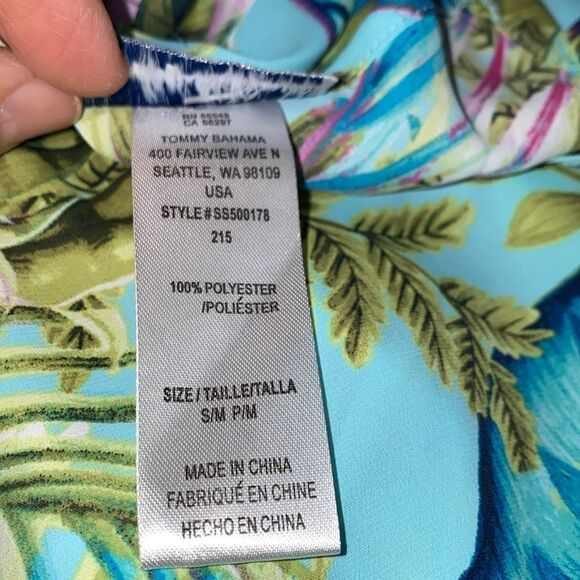 TOMMY BAHAMA
400 FAIRVIEW AVE N
SEATTLE, WA 98109
USA
STYLE # SS500178
215
100% POLYESTER
/POLIÉSTER
SIZE / TAILLE/TALLA
S/M P/M
MADE IN CHINA
FABRIQUÉ EN CHINE
HECHO EN CHINA